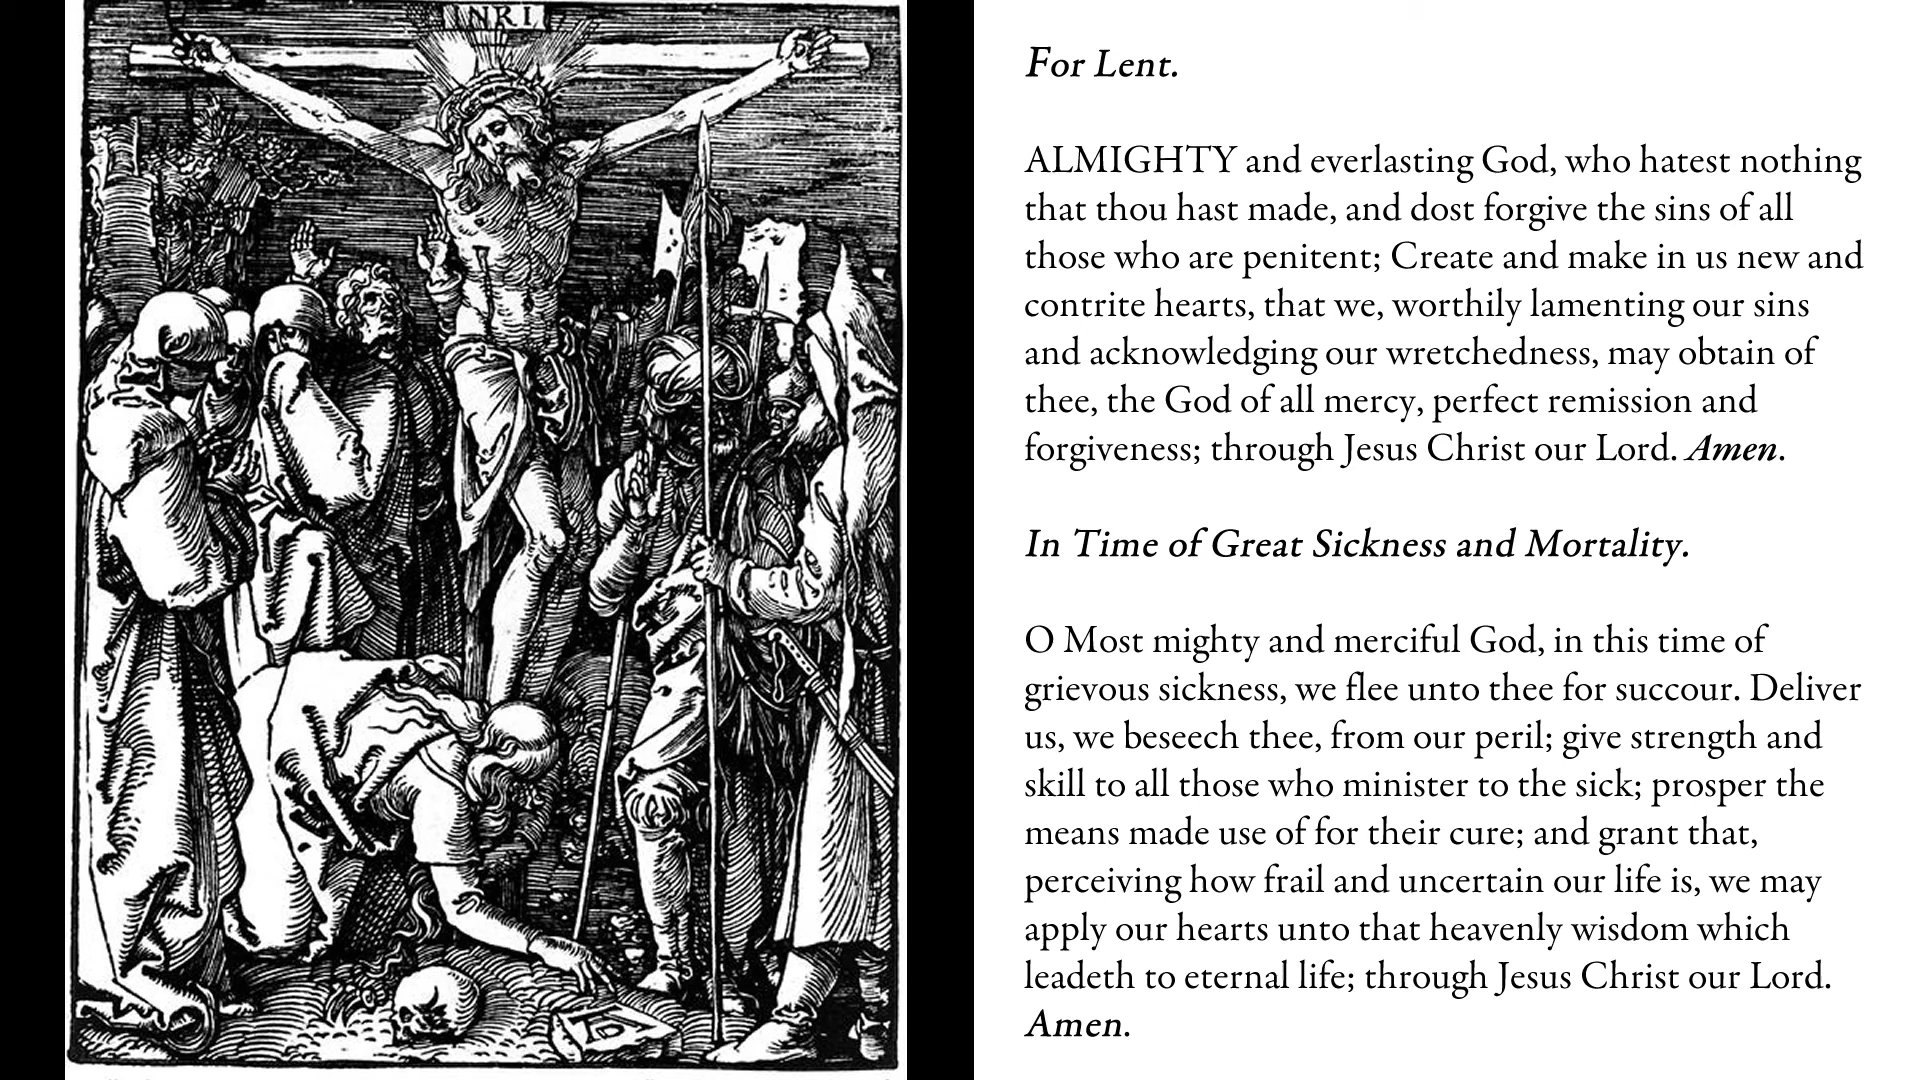 INRI
AD
For Lent.
ALMIGHTY and everlasting God, who hatest nothing
that thou hast made, and dost forgive the sins of all
those who are penitent; Create and make in us new and
contrite hearts, that we, worthily lamenting our sins
and acknowledging our wretchedness, may obtain of
thee, the God of all mercy, perfect remission and
forgiveness; through Jesus Christ our Lord. Amen.
In Time of Great Sickness and Mortality.
O Most mighty and merciful God, in this time of
grievous sickness, we flee unto thee for succour. Deliver
us, we beseech thee, from our peril; give strength and
skill to all those who minister to the sick; prosper the
means made use of for their cure; and grant that,
perceiving how frail and uncertain our life is, we may
apply our hearts unto that heavenly wisdom which
leadeth to eternal life; through Jesus Christ our Lord.
Amen.